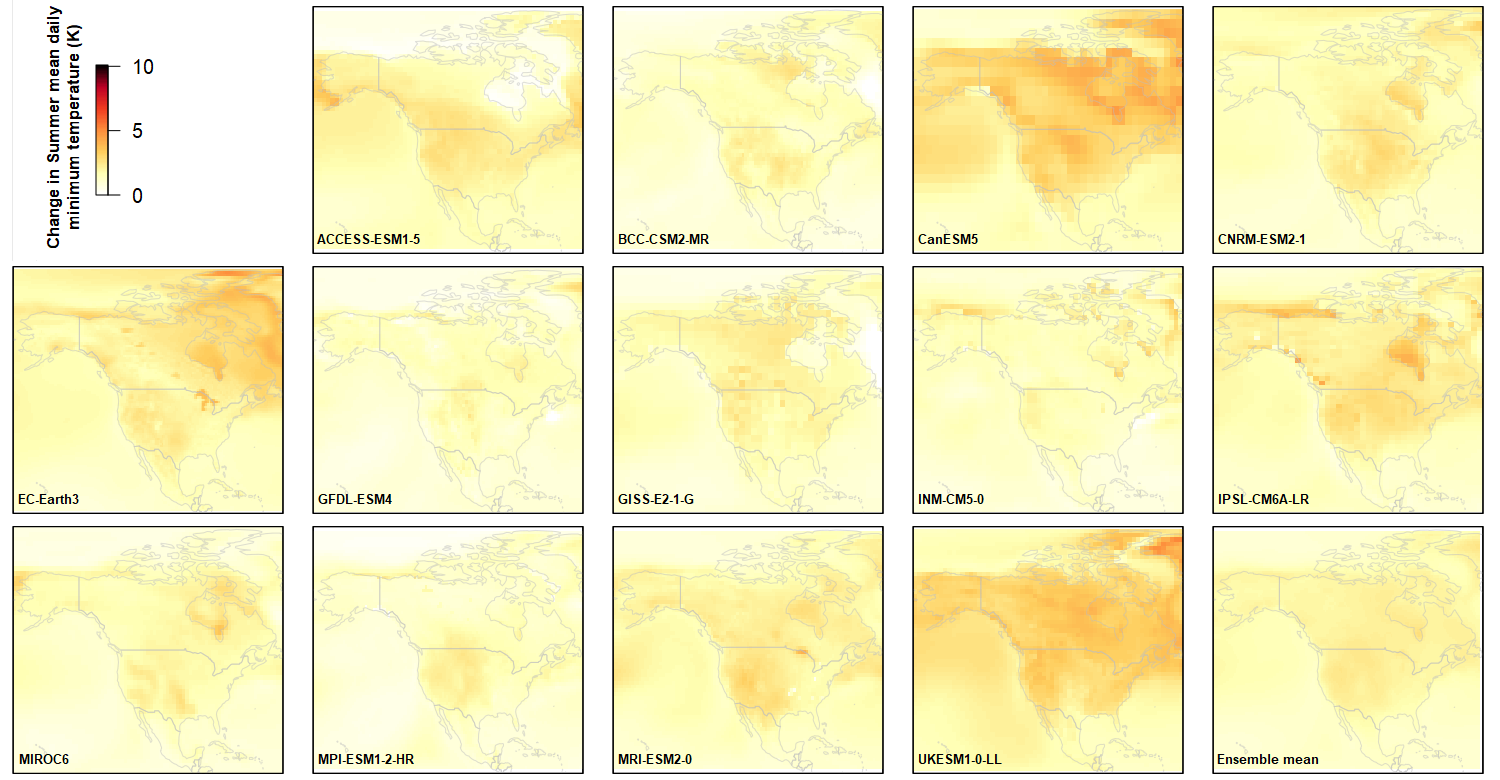 Change in Summer mean daily
minimum temperature (K)
10
5
0
ACCESS-ESM1-5
BCC-CSM2-MR
CanESM5
CNRM-ESM2-1
EC-Earth3
GFDL-ESM4
GISS-E2-1-G
INM-CM5-0
IPSL-CM6A-LR
MIROC6
MPI-ESM1-2-HR
MRI-ESM2-0
UKESM1-0-LL
Ensemble mean